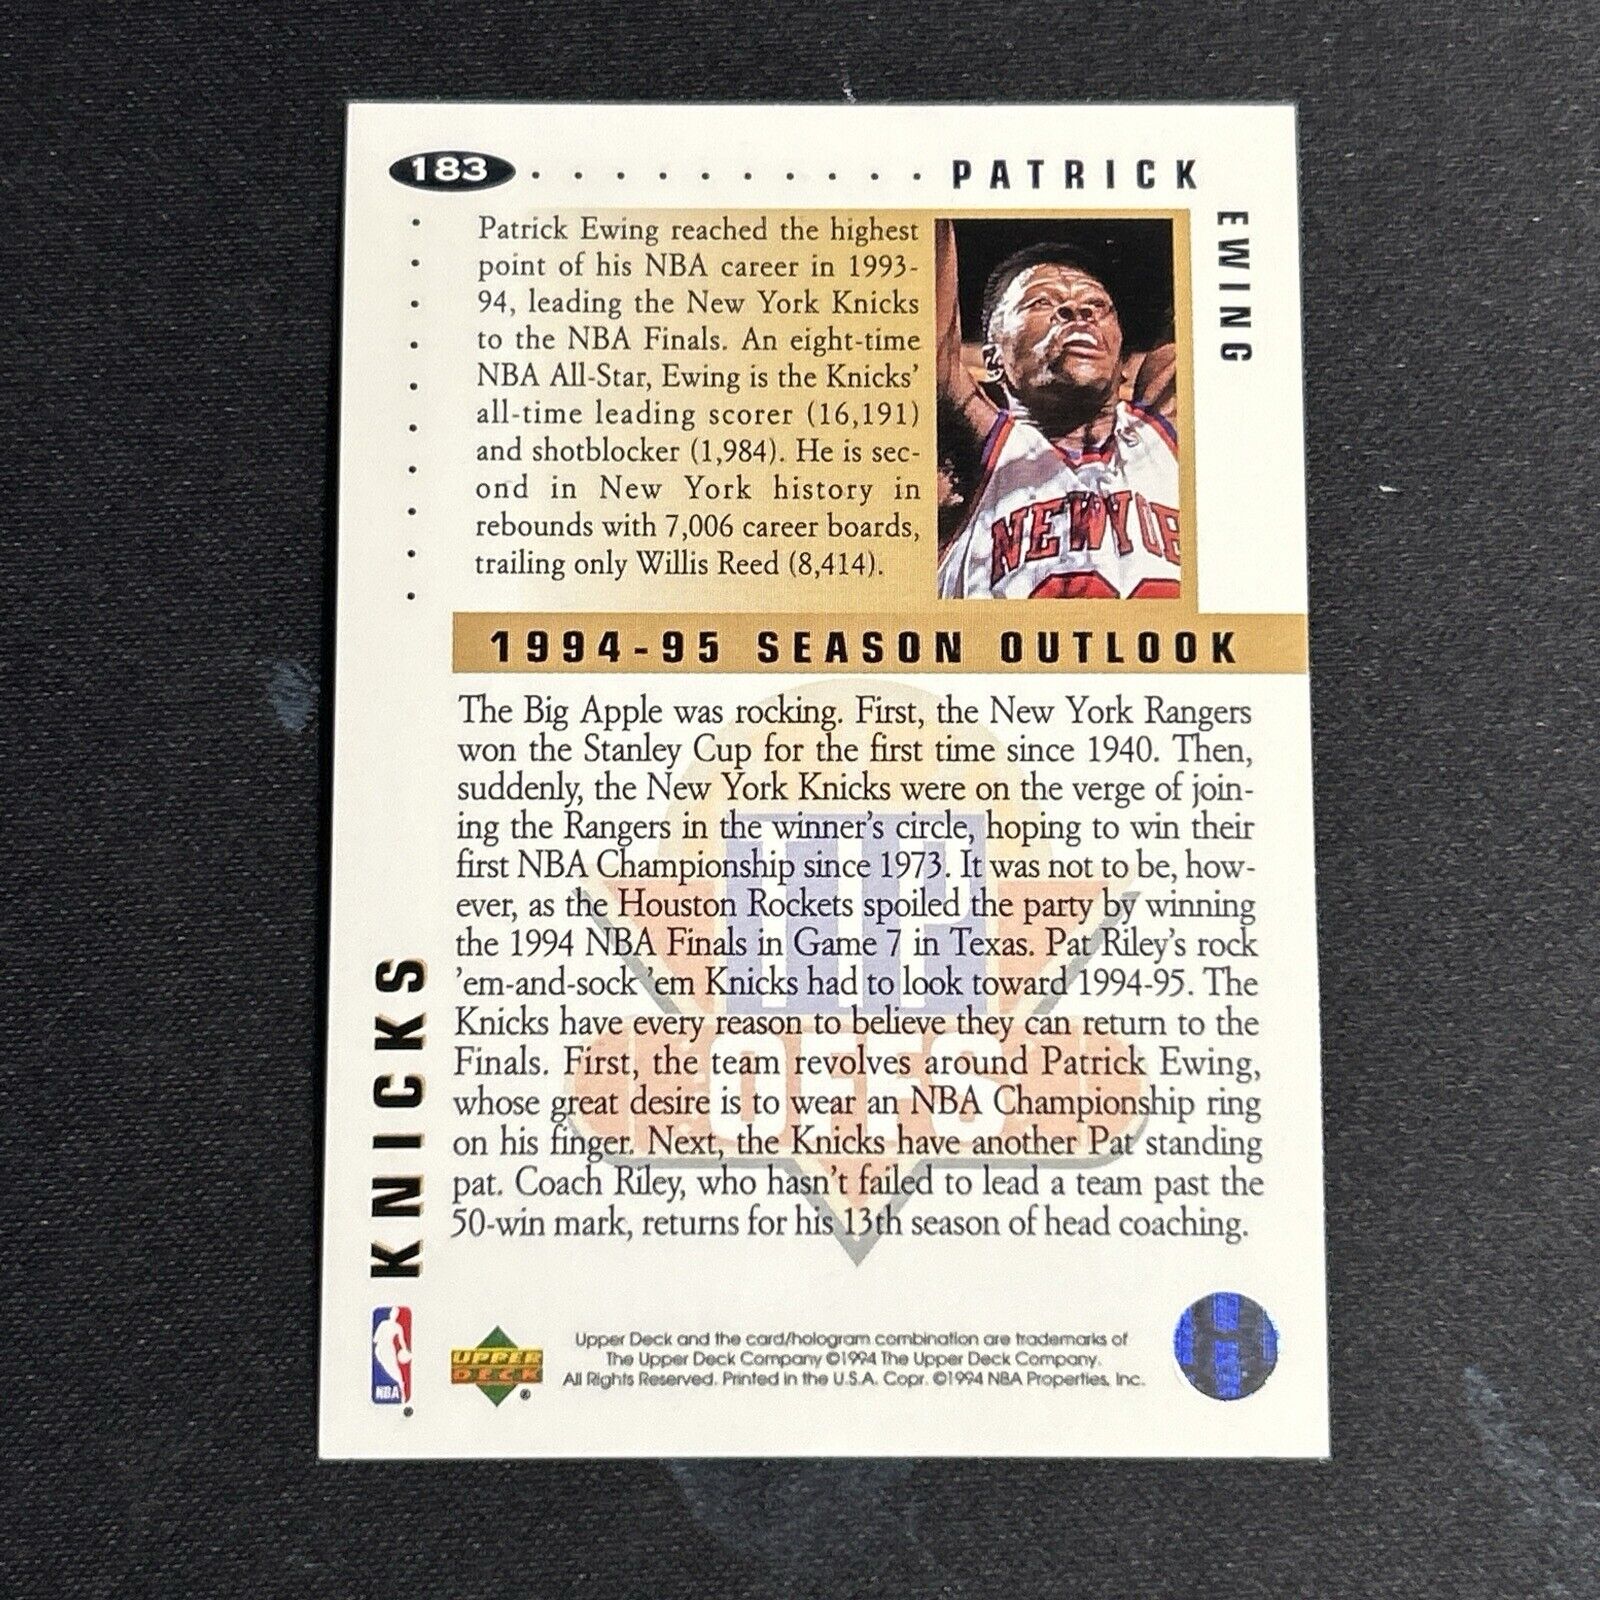 183
PATRICK
EWING
Patrick Ewing reached the highest
point of his NBA career in 1993-
94, leading the New York Knicks
to the NBA Finals. An eight-time
NBA All-Star, Ewing is the Knicks’
all-time leading scorer (16,191)
and shotblocker (1,984). He is sec-
ond in New York history in
rebounds with 7,006 career boards,
trailing only Willis Reed (8,414).
NEW YOR
1994-95 SEASON OUTLOOK
The Big Apple was rocking. First, the New York Rangers
won the Stanley Cup for the first time since 1940. Then,
suddenly, the New York Knicks were on the verge of join-
ing the Rangers in the winner’s circle, hoping to win their
first NBA Championship since 1973. It was not to be, how-
ever, as the Houston Rockets spoiled the party by winning
the 1994 NBA Finals in Game 7 in Texas. Pat Riley’s rock
’em-and-sock ’em Knicks had to look toward 1994-95. The
Knicks have every reason to believe they can return to the
Finals. First, the team revolves around Patrick Ewing,
whose great desire is to wear an NBA Championship ring
on his finger. Next, the Knicks have another Pat standing
pat. Coach Riley, who hasn’t failed to lead a team past the
50-win mark, returns for his 13th season of head coaching.
KNICKS
NBA
®
UPPER
DECK
®
Upper Deck and the card/hologram combination are trademarks of
The Upper Deck Company ©1994 The Upper Deck Company.
All Rights Reserved. Printed in the U.S.A. Copr. ©1994 NBA Properties, Inc.